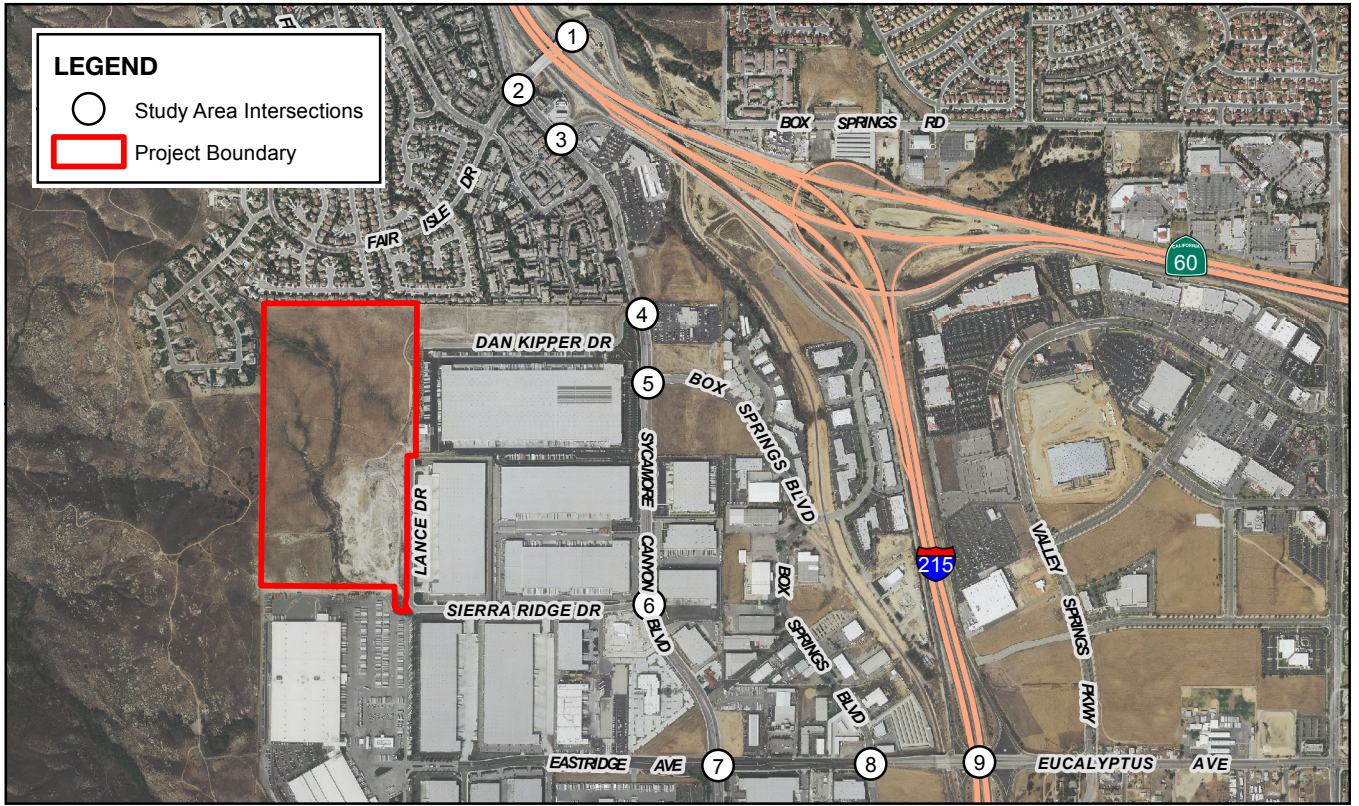 LEGEND
Study Area Intersections
Project Boundary
1
2
3
BOX SPRINGS RD
FAIR ISLE DR
CALIFORNIA
60
4
DAN KIPPER DR
5
BOX SPRINGS BLVD
SYCAMORE CANYON BLVD
LANCE DR
VALLEY SPRINGS PKWY
215
BOX SPRINGS BLVD
6
SIERRA RIDGE DR
EASTRIDGE AVE
7
8
9
EUCALYPTUS AVE